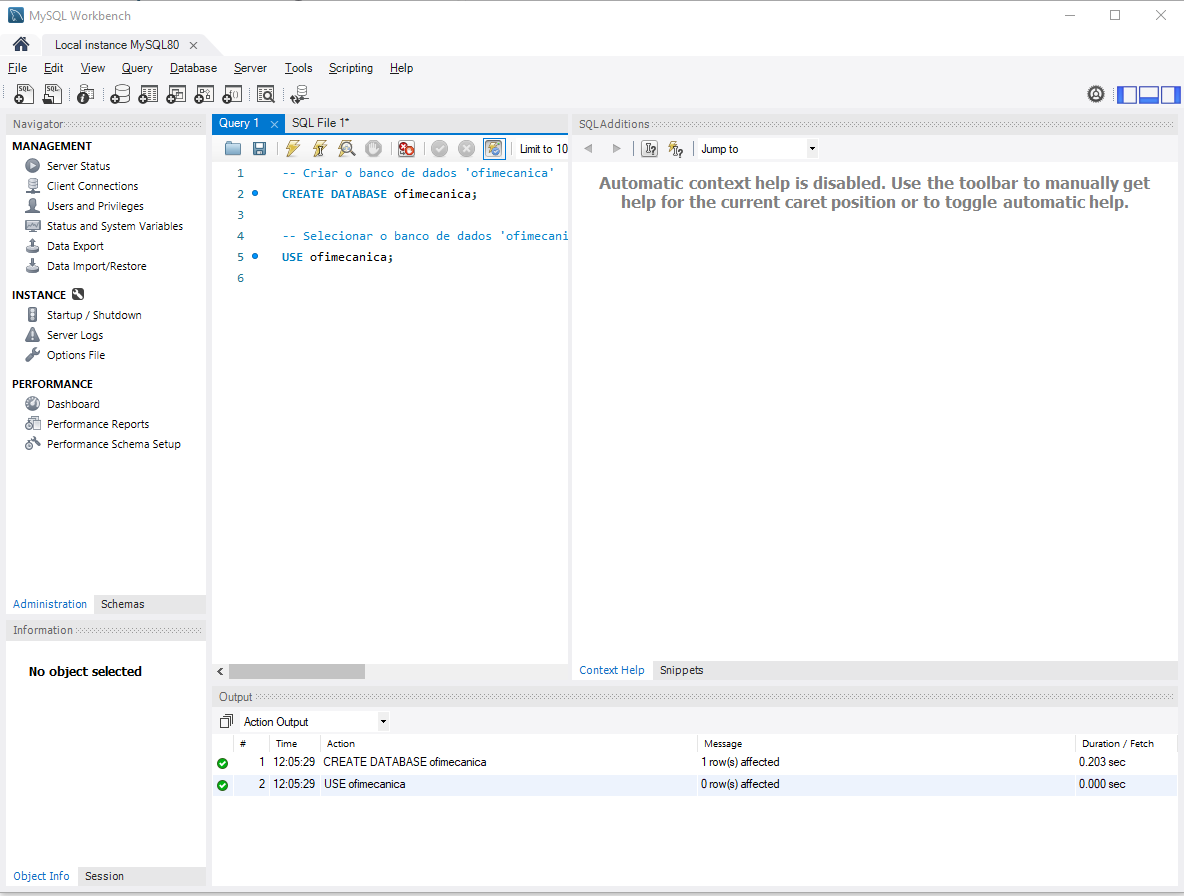 MySQL Workbench
Local instance MySQL80
File Edit View Query Database Server Tools Scripting Help
Navigator
MANAGEMENT
Server Status
Client Connections
Users and Privileges
Status and System Variables
Data Export
Data Import/Restore
INSTANCE
Startup / Shutdown
Server Logs
Options File
PERFORMANCE
Dashboard
Performance Reports
Performance Schema Setup
Administration Schemas
Information
No object selected
Object Info Session
Query 1 SQL File 1*
Limit to 10
1 -- Criar o banco de dados 'ofimecanica'
2 CREATE DATABASE ofimecanica;
3
4 -- Selecionar o banco de dados 'ofimecani
5 USE ofimecanica;
6
SQLAdditions
Jump to
Automatic context help is disabled. Use the toolbar to manually get
help for the current caret position or to toggle automatic help.
Context Help Snippets
Output
Action Output
# Time Action Message Duration / Fetch
1 12:05:29 CREATE DATABASE ofimecanica 1 row(s) affected 0.203 sec
2 12:05:29 USE ofimecanica 0 row(s) affected 0.000 sec